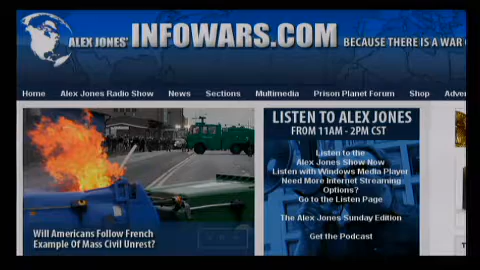 ALEX JONES' INFOWARS.COM BECAUSE THERE IS A WAR
Home Alex Jones Radio Show News Sections Multimedia Prison Planet Forum Shop Adver
LISTEN TO ALEX JONES
FROM 11AM - 2PM CST
Listen to the
Alex Jones Show Now
Listen with Windows Media Player
Need More Internet Streaming
Options?
Go to the Listen Page
The Alex Jones Sunday Edition
Get the Podcast
Will Americans Follow French
Example Of Mass Civil Unrest?